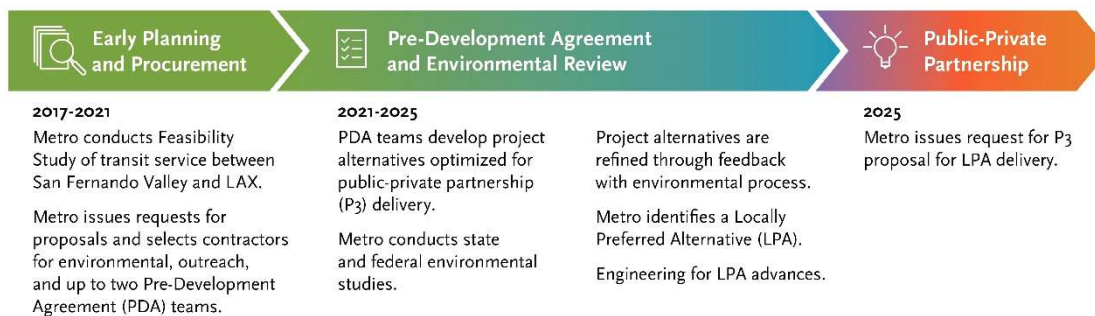 Early Planning
and Procurement
Pre-Development Agreement
and Environmental Review
Public-Private
Partnership
2017-2021
Metro conducts Feasibility
Study of transit service between
San Fernando Valley and LAX.
Metro issues requests for
proposals and selects contractors
for environmental, outreach,
and up to two Pre-Development
Agreement (PDA) teams.
2021-2025
PDA teams develop project
alternatives optimized for
public-private partnership
(P3) delivery.
Metro conducts state
and federal environmental
studies.
Project alternatives are
refined through feedback
with environmental process.
Metro identifies a Locally
Preferred Alternative (LPA).
Engineering for LPA advances.
2025
Metro issues request for P3
proposal for LPA delivery.